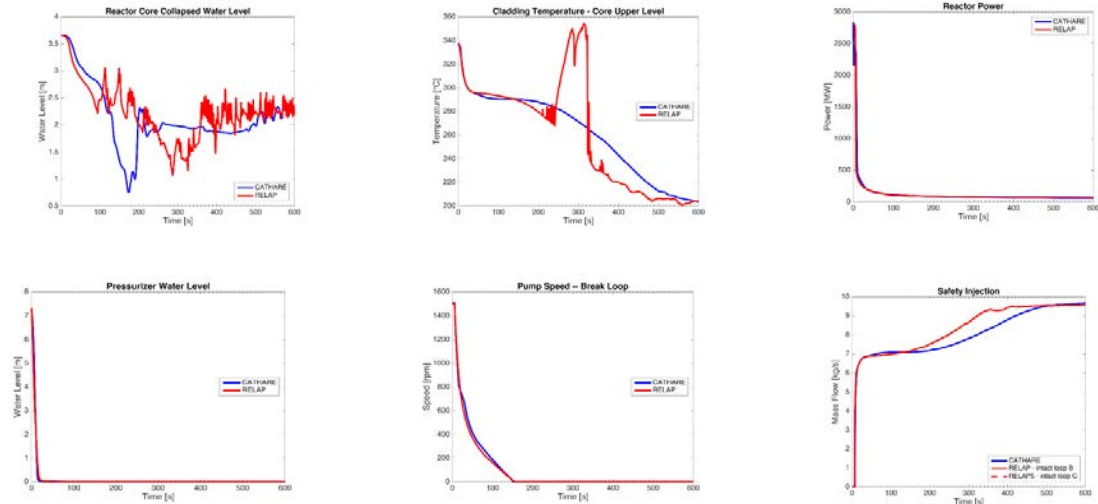 Reactor Core Collapsed Water Level
Water Level [m]
4
3.5
3
2.5
2
1.5
1
0.5
0 100 200 300 400 500 600
Time [s]
CATHARE
RELAP
Cladding Temperature - Core Upper Level
Temperature [°C]
360
340
320
300
280
260
240
220
200
0 100 200 300 400 500 600
Time [s]
CATHARE
RELAP
Reactor Power
Power [MW]
3000
2500
2000
1500
1000
500
0
0 100 200 300 400 500 600
Time [s]
CATHARE
RELAP
Pressurizer Water Level
Water Level [m]
8
7
6
5
4
3
2
1
0
0 100 200 300 400 500 600
Time [s]
CATHARE
RELAP
Pump Speed -- Break Loop
Speed [rpm]
1600
1400
1200
1000
800
600
400
200
0
0 100 200 300 400 500 600
Time [s]
CATHARE
RELAP
Safety Injection
Mass Flow [kg/s]
10
9
8
7
6
5
4
3
2
1
0
0 100 200 300 400 500 600
Time [s]
CATHARE
RELAP - intact loop B
RELAP5 - intact loop C